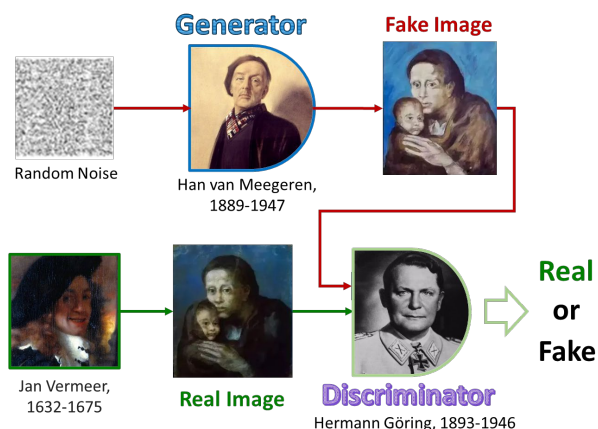 Generator
Fake Image
Random Noise
Han van Meegeren,
1889-1947
Real
or
Fake
Jan Vermeer,
1632-1675
Real Image
Discriminator
Hermann Göring, 1893-1946